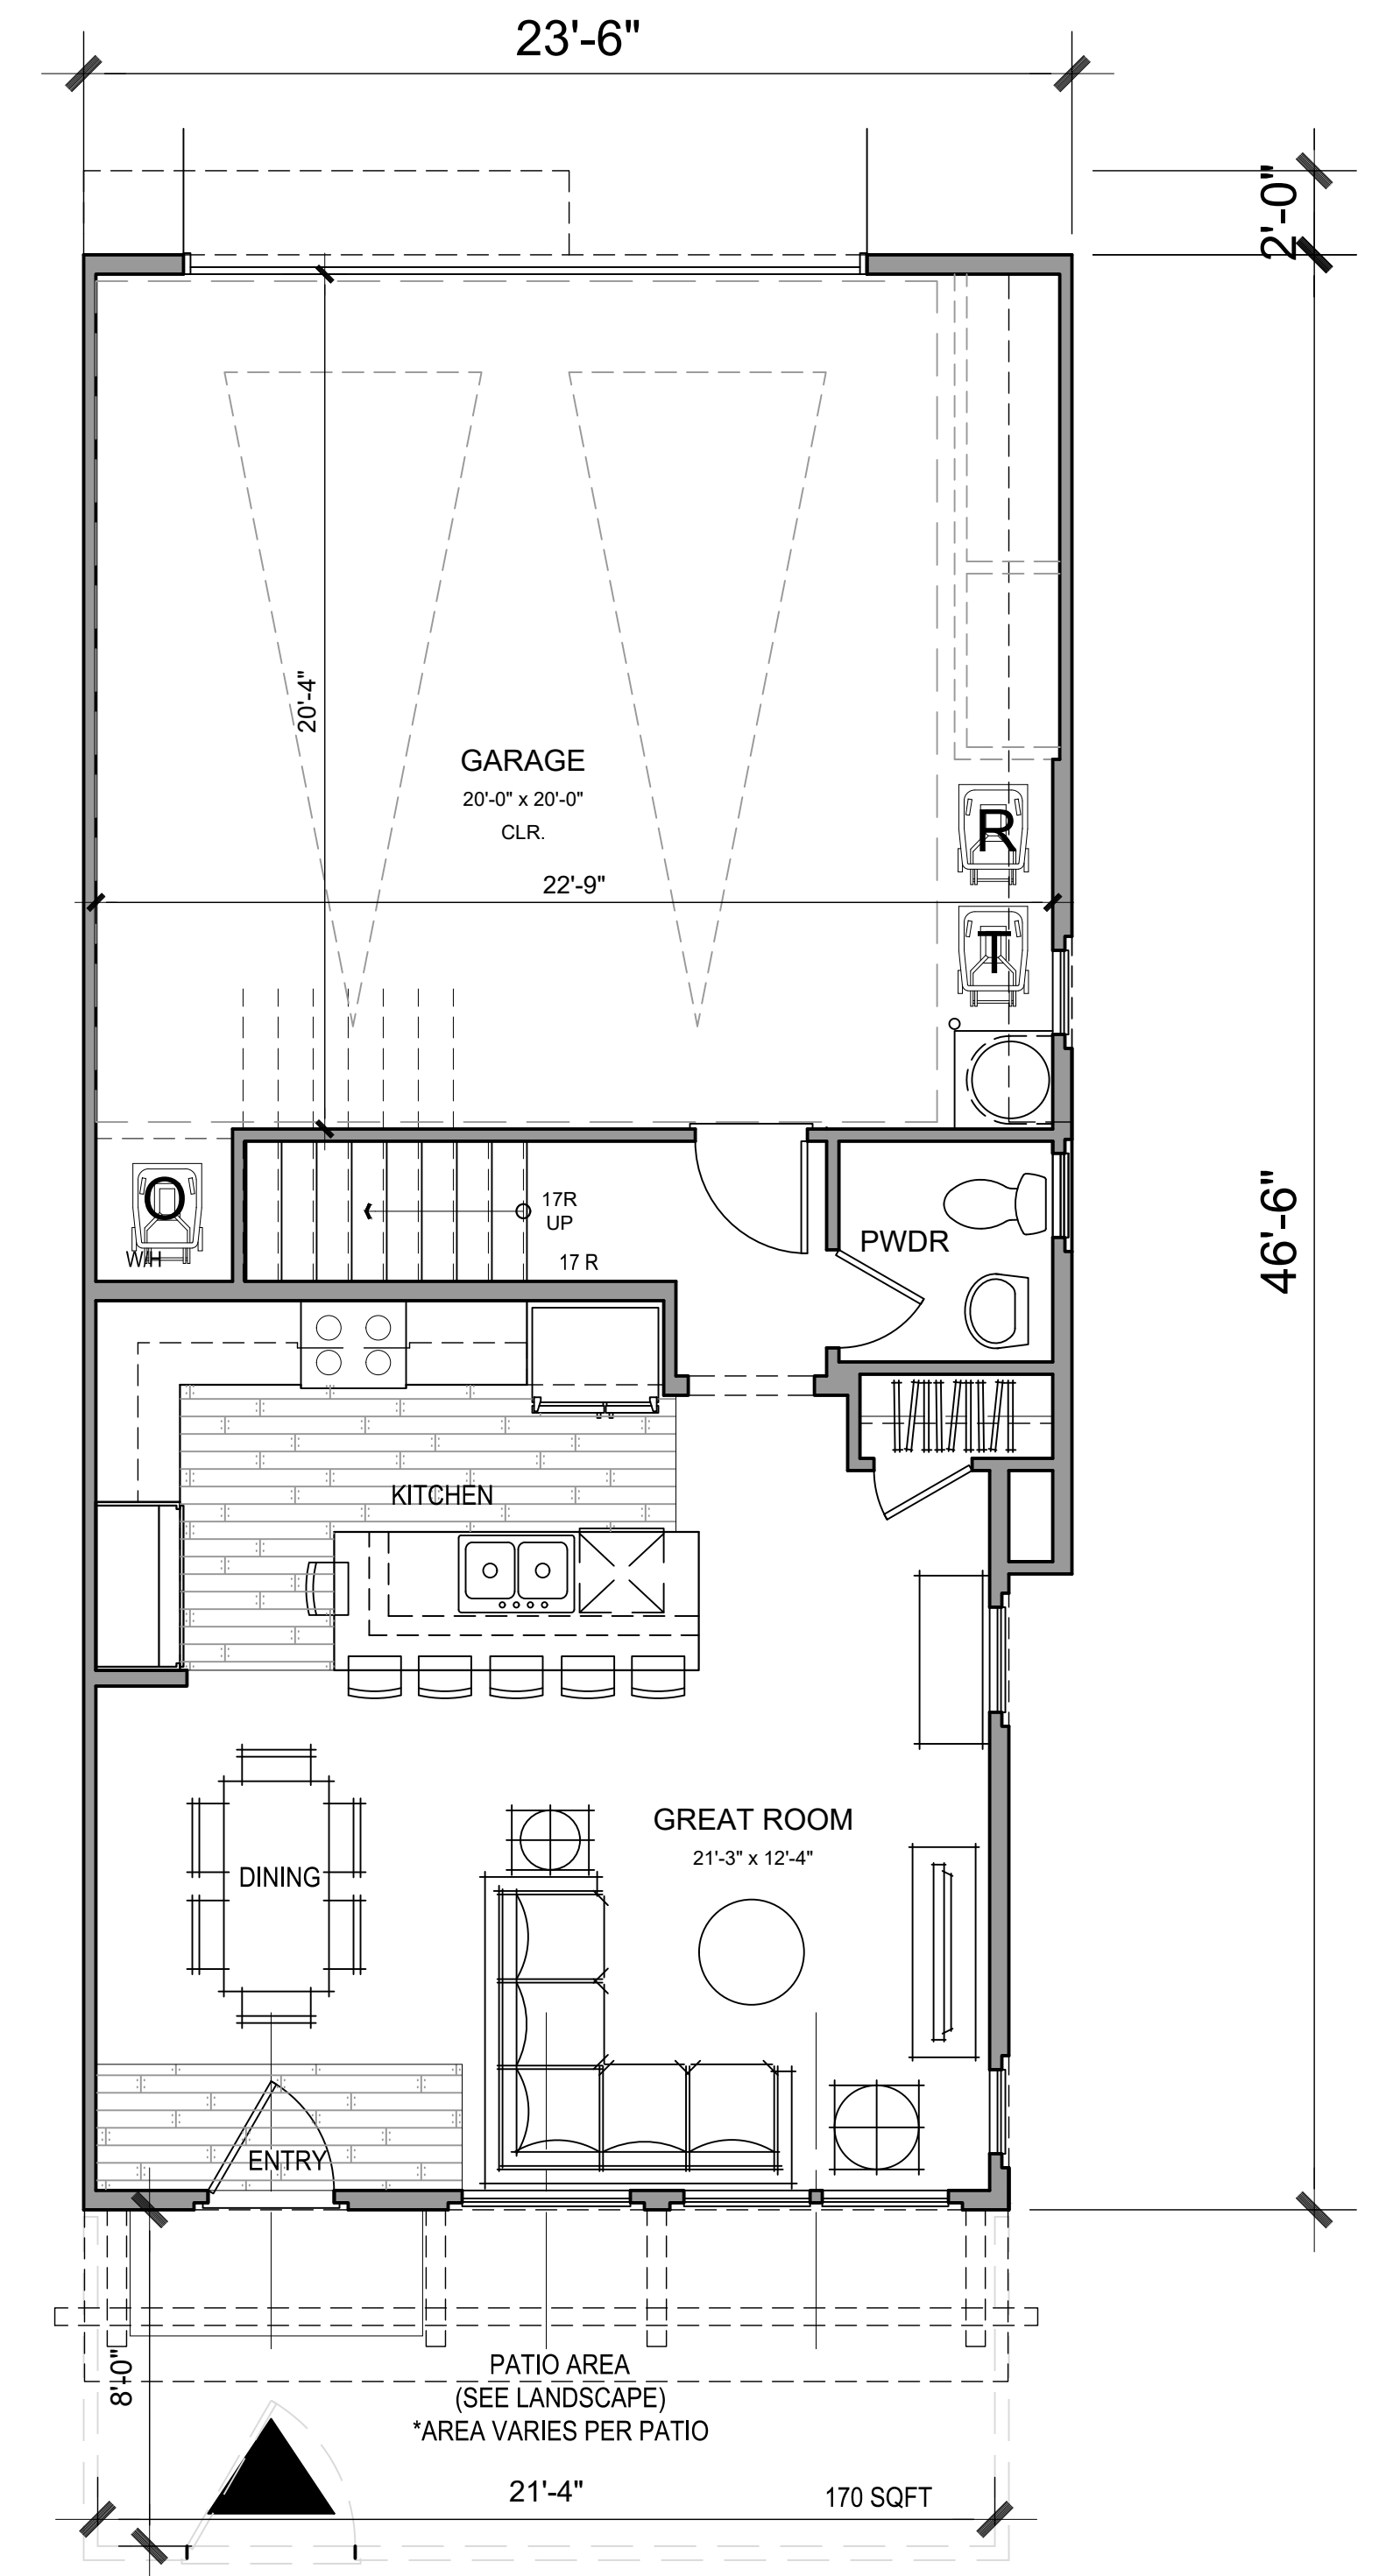 23'-6"
2'-0"
20'-4"
GARAGE
20'-0" x 20'-0"
CLR.
R
22'-9"
T
O
W/H
17R
UP
17 R
PWDR
46'-6"
KITCHEN
GREAT ROOM
21'-3" x 12'-4"
DINING
ENTRY
8'-0"
PATIO AREA
(SEE LANDSCAPE)
*AREA VARIES PER PATIO
21'-4"
170 SQFT